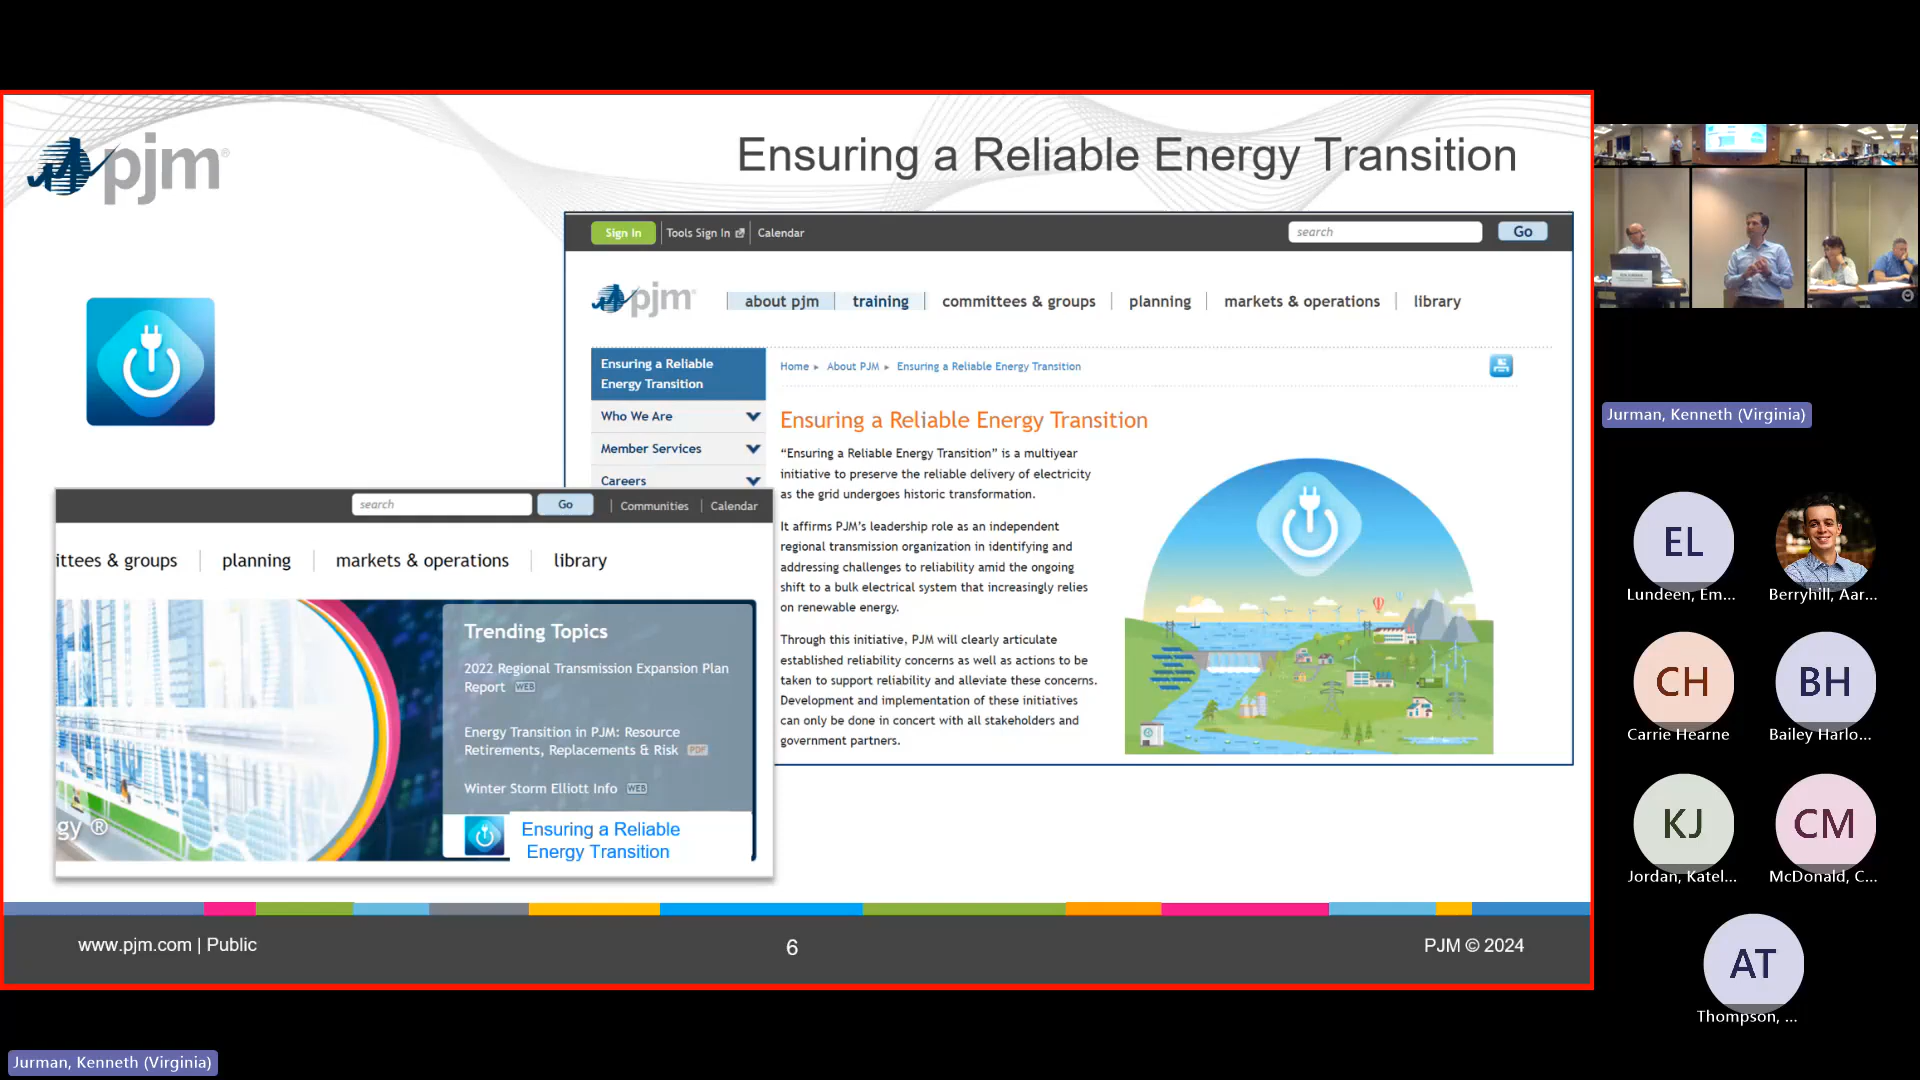 pjm®
Ensuring a Reliable Energy Transition
Sign In
Tools Sign In
Calendar
search
Go
pjm
about pjm
training
committees & groups
planning
markets & operations
library
Ensuring a Reliable
Energy Transition
Who We Are
Member Services
Careers
Home
About PJM
Ensuring a Reliable Energy Transition
Ensuring a Reliable Energy Transition
“Ensuring a Reliable Energy Transition” is a multiyear
initiative to preserve the reliable delivery of electricity
as the grid undergoes historic transformation.
It affirms PJM’s leadership role as an independent
regional transmission organization in identifying and
addressing challenges to reliability amid the ongoing
shift to a bulk electrical system that increasingly relies
on renewable energy.
Through this initiative, PJM will clearly articulate
established reliability concerns as well as actions to be
taken to support reliability and alleviate these concerns.
Development and implementation of these initiatives
can only be done in concert with all stakeholders and
government partners.
search
Go
Communities
Calendar
ittees & groups
planning
markets & operations
library
Trending Topics
2022 Regional Transmission Expansion Plan
Report WEB
Energy Transition in PJM: Resource
Retirements, Replacements & Risk PDF
Winter Storm Elliott Info WEB
Ensuring a Reliable
Energy Transition
gy ®
www.pjm.com | Public
6
PJM © 2024
Jurman, Kenneth (Virginia)
EL
Lundeen, Em...
Berryhill, Aar...
CH
Carrie Hearne
BH
Bailey Harlo...
KJ
Jordan, Katel...
CM
McDonald, C...
AT
Thompson, ...
Jurman, Kenneth (Virginia)